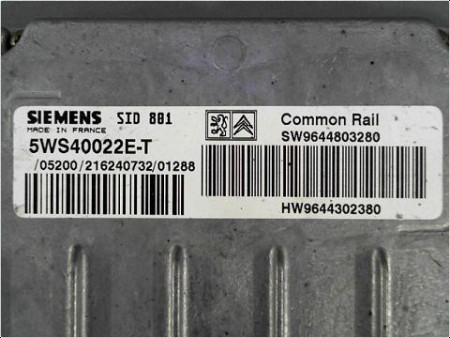 SIEMENS SID 801
MADE IN FRANCE
5WS40022E-T
/05200/216240732/01288
Common Rail
SW9644803280
HW9644302380